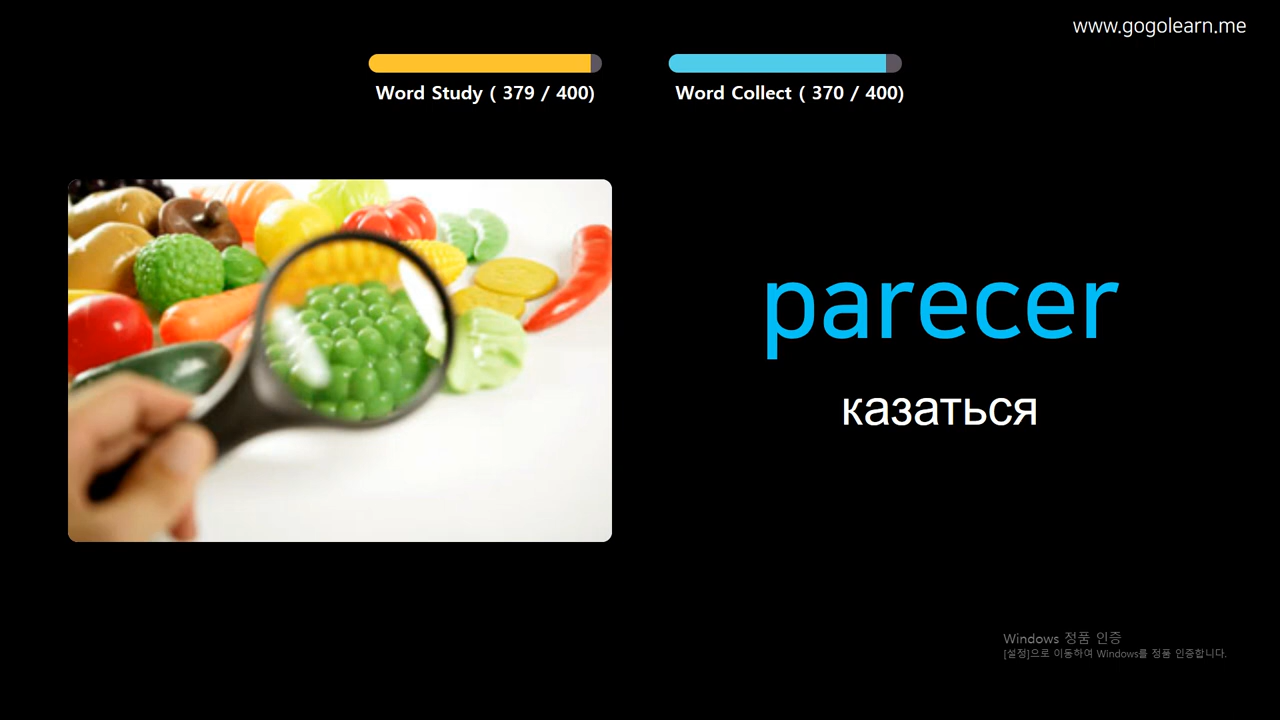 www.gogolearn.me
Word Study ( 379 / 400)
Word Collect ( 370 / 400)
parecer
казаться
Windows 정품 인증
[설정]으로 이동하여 Windows를 정품 인증합니다.